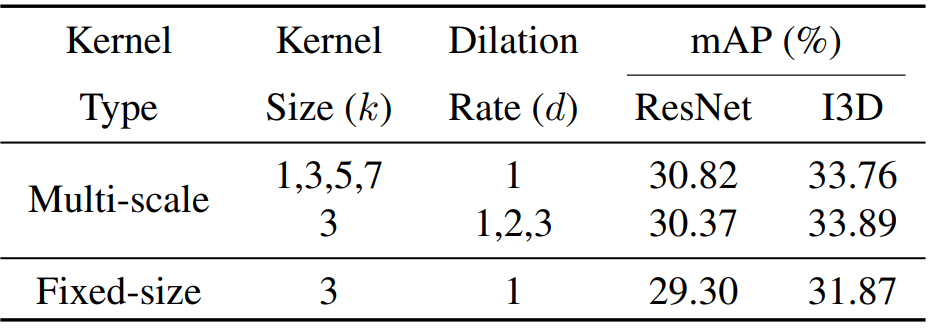 Kernel Kernel Dilation mAP (%)
Type Size (k) Rate (d) ResNet I3D
Multi-scale 1,3,5,7 1 30.82 33.76
3 1,2,3 30.37 33.89
Fixed-size 3 1 29.30 31.87